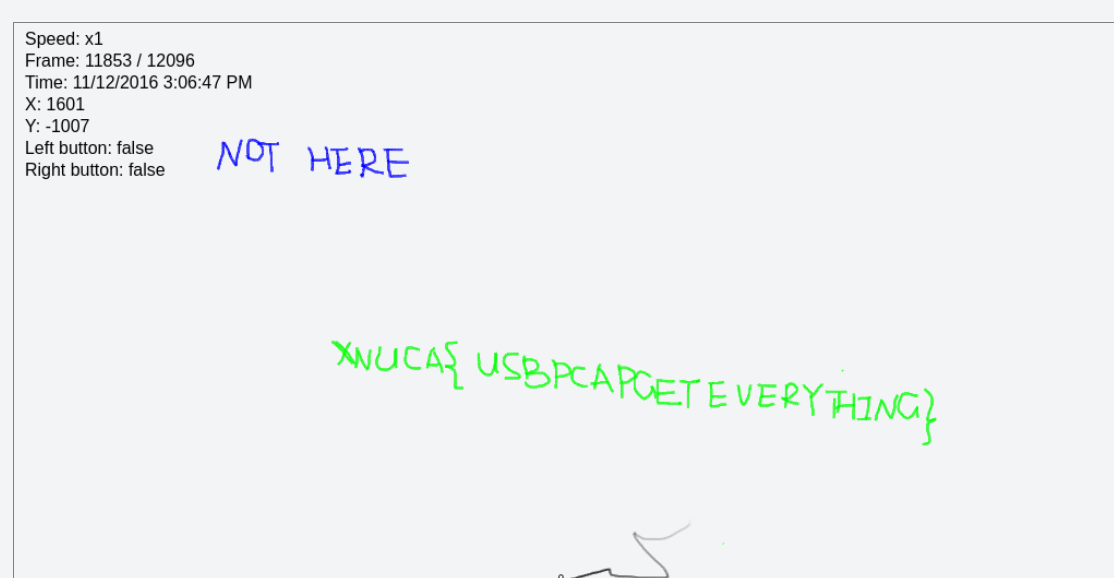 Speed: x1
Frame: 11853 / 12096
Time: 11/12/2016 3:06:47 PM
X: 1601
Y: -1007
Left button: false
Right button: false
NOT HERE
XNUCA{USBPCAPGETEVERYTHING}